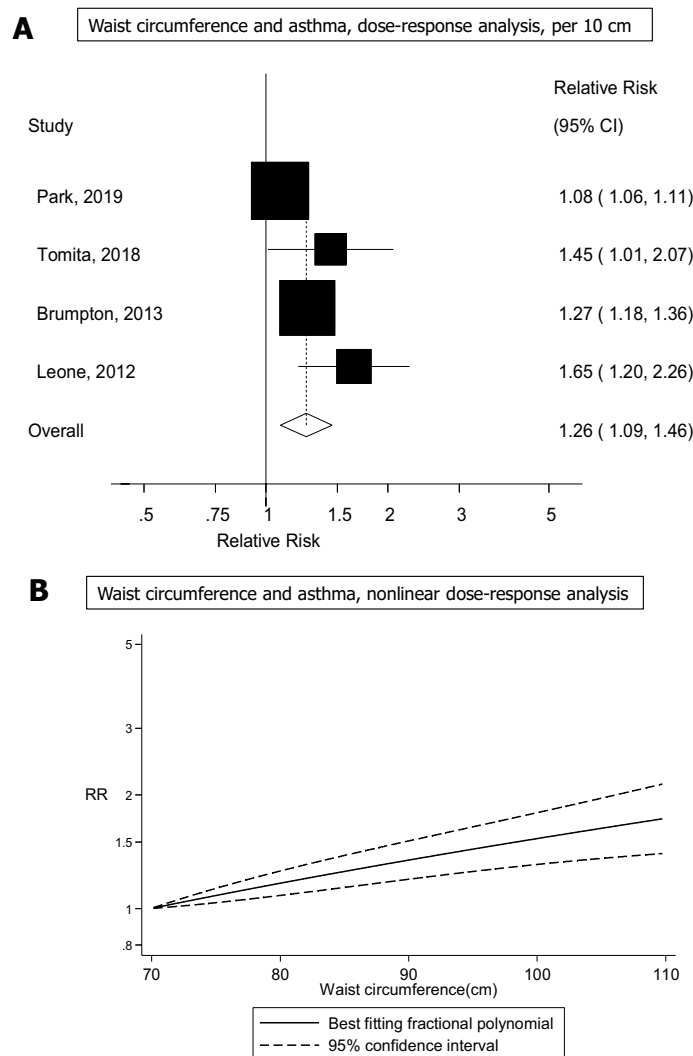 A
Waist circumference and asthma, dose-response analysis, per 10 cm
Relative Risk
Study (95% CI)
Park, 2019 1.08 ( 1.06, 1.11)
Tomita, 2018 1.45 ( 1.01, 2.07)
Brumpton, 2013 1.27 ( 1.18, 1.36)
Leone, 2012 1.65 ( 1.20, 2.26)
Overall 1.26 ( 1.09, 1.46)
.5 .75 1 1.5 2 3 5
Relative Risk
B
Waist circumference and asthma, nonlinear dose-response analysis
5
3
2
RR
1.5
1
.8
70 80 90 100 110
Waist circumference(cm)
Best fitting fractional polynomial
95% confidence interval